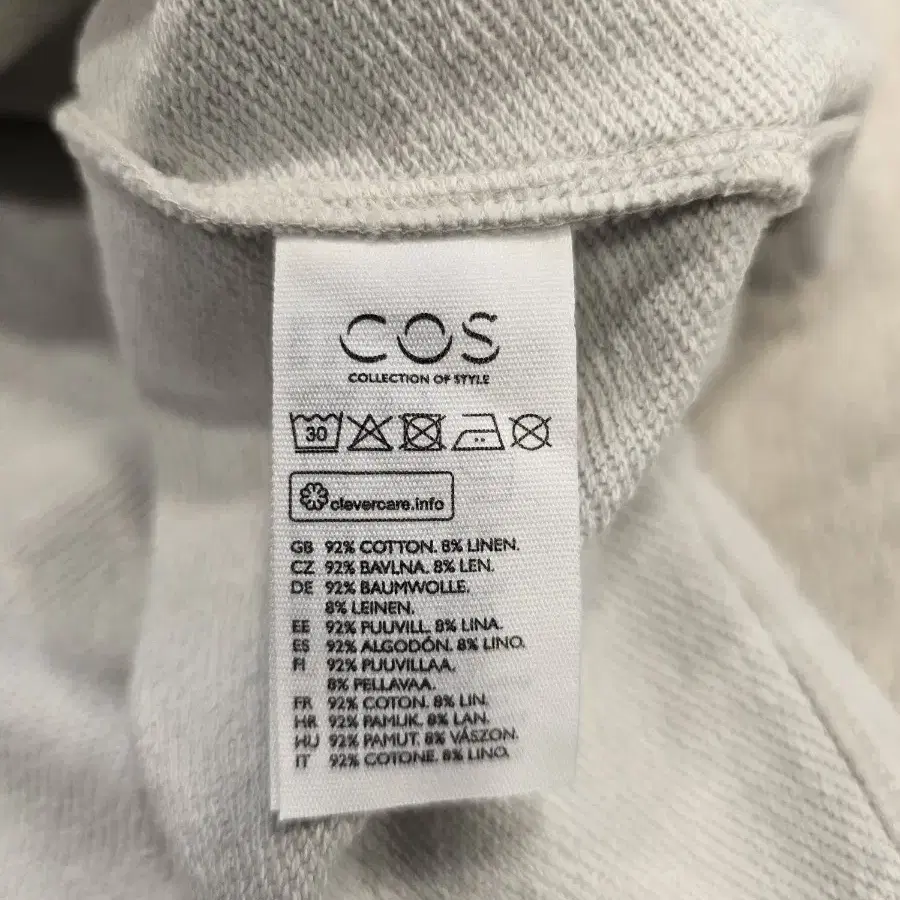 COS
COLLECTION OF STYLE
30
clevercare.info
GB 92% COTTON. 8% LINEN.
CZ 92% BAVLNA. 8% LEN.
DE 92% BAUMWOLLE.
8% LEINEN.
EE 92% PUUVILL. 8% LINA.
ES 92% ALGODÓN. 8% LINO.
FI 92% PUUVILLAA.
8% PELLAVAA.
FR 92% COTON. 8% LIN.
HR 92% PAMUK. 8% LAN.
HU 92% PAMUT. 8% VÁSZON.
IT 92% COTONE. 8% LINO.